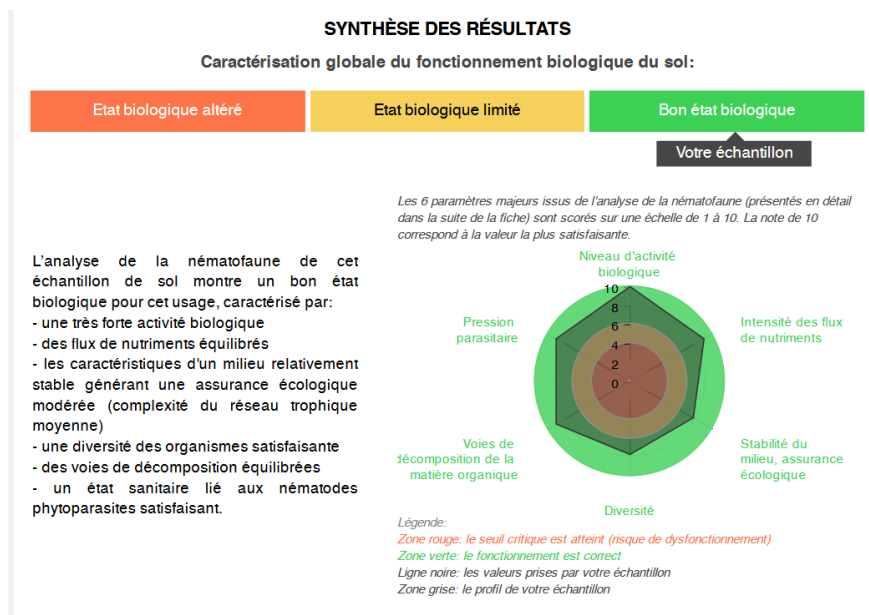 SYNTHÈSE DES RÉSULTATS
Caractérisation globale du fonctionnement biologique du sol:
Etat biologique altéré
Etat biologique limité
Bon état biologique
Votre échantillon
Les 6 paramètres majeurs issus de l'analyse de la nématofaune (présentés en détail
dans la suite de la fiche) sont scorés sur une échelle de 1 à 10. La note de 10
correspond à la valeur la plus satisfaisante.
L'analyse de la nématofaune de cet
échantillon de sol montre un bon état
biologique pour cet usage, caractérisé par:
- une très forte activité biologique
- des flux de nutriments équilibrés
- les caractéristiques d'un milieu relativement
stable générant une assurance écologique
modérée (complexité du réseau trophique
moyenne)
- une diversité des organismes satisfaisante
- des voies de décomposition équilibrées
- un état sanitaire lié aux nématodes
phytoparasites satisfaisant.
Niveau d'activité
biologique
10
8
6
4
2
0
Pression
parasitaire
Intensité des flux
de nutriments
Voies de
décomposition de la
matière organique
Stabilité du
milieu, assurance
écologique
Diversité
Légende:
Zone rouge: le seuil critique est atteint (risque de dysfonctionnement)
Zone verte: le fonctionnement est correct
Ligne noire: les valeurs prises par votre échantillon
Zone grise: le profil de votre échantillon